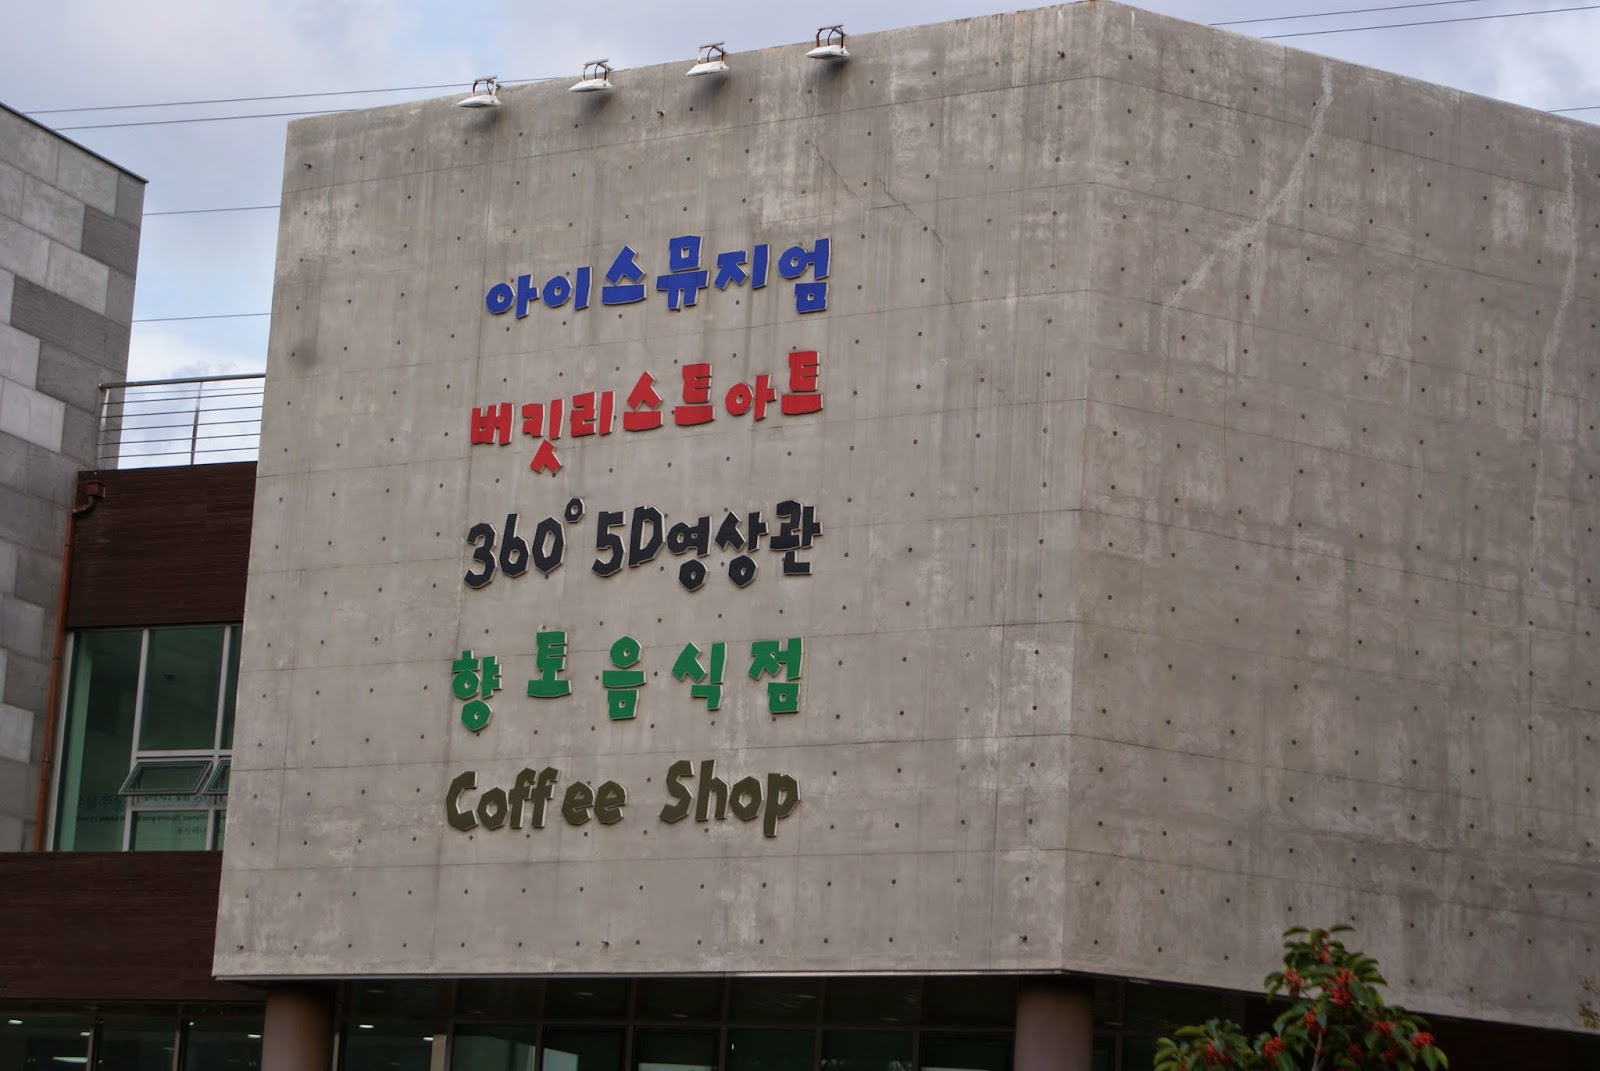 아이스뮤지엄
버킷리스트아트
360° 5D영상관
향토음식점
Coffee Shop